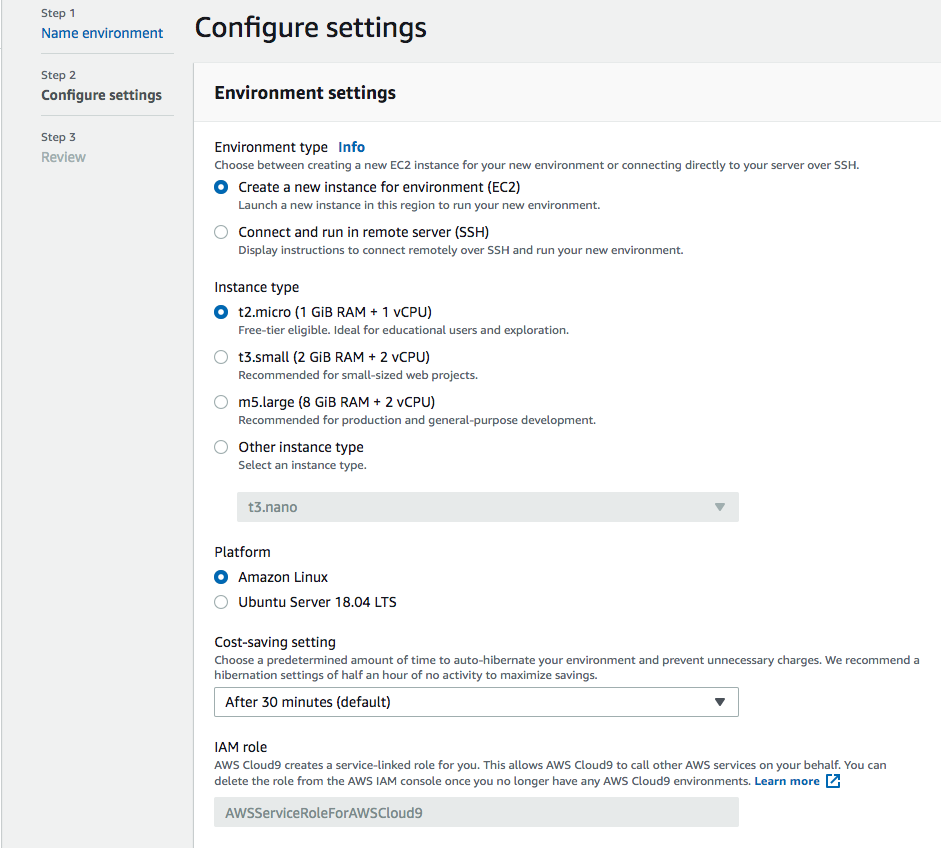 Step 1
Name environment
Step 2
Configure settings
Step 3
Review
Configure settings
Environment settings
Environment type Info
Choose between creating a new EC2 instance for your new environment or connecting directly to your server over SSH.
Create a new instance for environment (EC2)
Launch a new instance in this region to run your new environment.
Connect and run in remote server (SSH)
Display instructions to connect remotely over SSH and run your new environment.
Instance type
t2.micro (1 GiB RAM + 1 vCPU)
Free-tier eligible. Ideal for educational users and exploration.
t3.small (2 GiB RAM + 2 vCPU)
Recommended for small-sized web projects.
m5.large (8 GiB RAM + 2 vCPU)
Recommended for production and general-purpose development.
Other instance type
Select an instance type.
t3.nano
Platform
Amazon Linux
Ubuntu Server 18.04 LTS
Cost-saving setting
Choose a predetermined amount of time to auto-hibernate your environment and prevent unnecessary charges. We recommend a
hibernation settings of half an hour of no activity to maximize savings.
After 30 minutes (default)
IAM role
AWS Cloud9 creates a service-linked role for you. This allows AWS Cloud9 to call other AWS services on your behalf. You can
delete the role from the AWS IAM console once you no longer have any AWS Cloud9 environments. Learn more
AWSServiceRoleForAWSCloud9